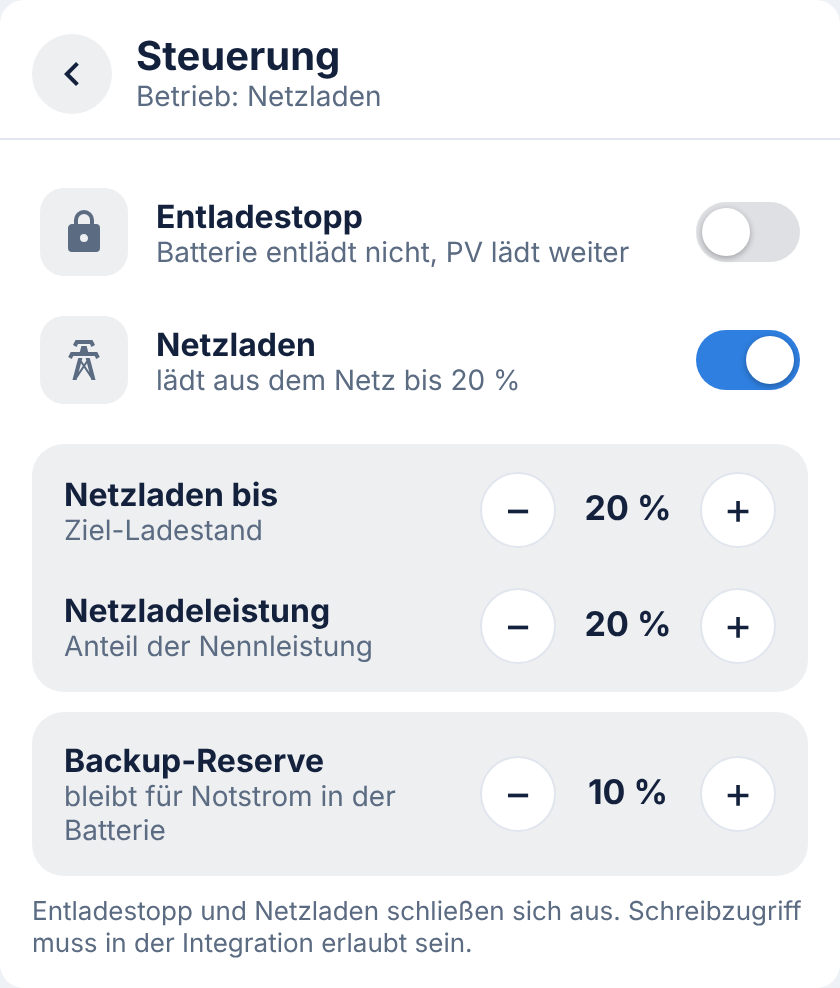 Steuerung
Betrieb: Netzladen
Entladestopp
Batterie entlädt nicht, PV lädt weiter
Netzladen
lädt aus dem Netz bis 20 %
Netzladen bis
Ziel-Ladestand
− 20 % +
Netzladeleistung
Anteil der Nennleistung
− 20 % +
Backup-Reserve
bleibt für Notstrom in der
Batterie
− 10 % +
Entladestopp und Netzladen schließen sich aus. Schreibzugriff
muss in der Integration erlaubt sein.